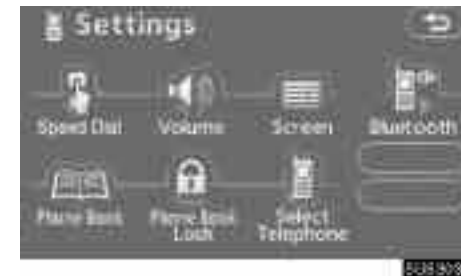 Settings
Speed Dial Volume Screen Bluetooth
Phone Book Phone Book Select
Lock Telephone